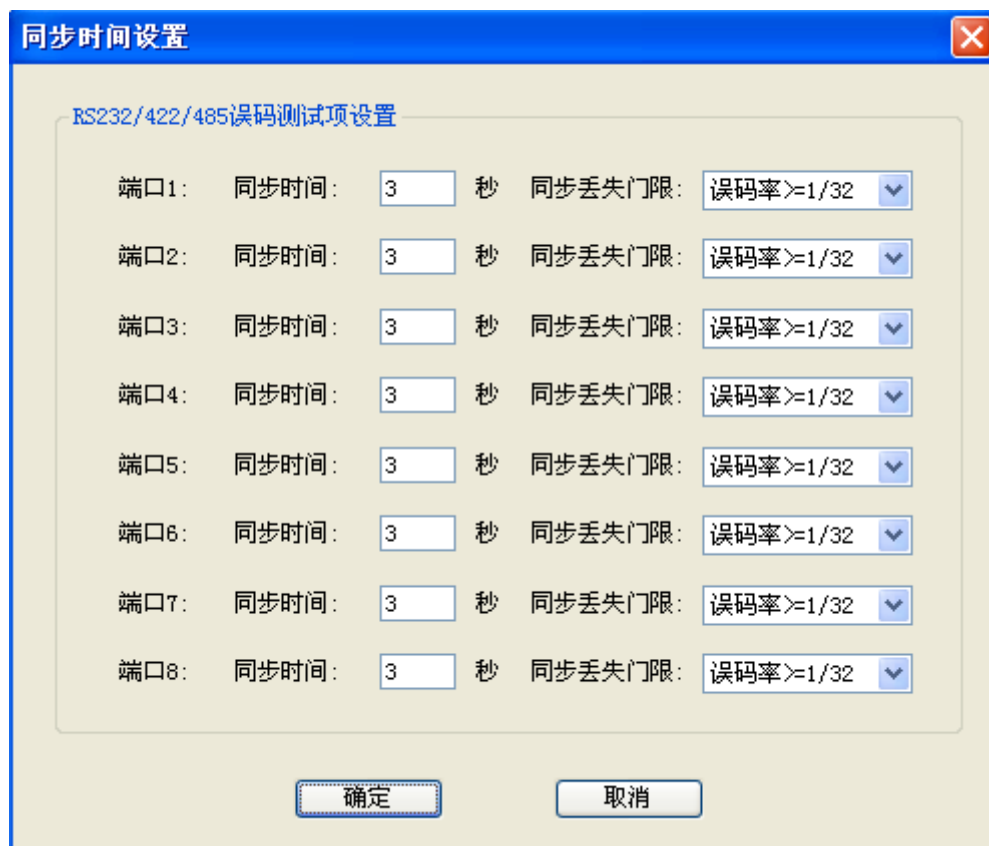 同步时间设置
RS232/422/485误码测试项设置
端口1: 同步时间: 3 秒 同步丢失门限: 误码率>=1/32
端口2: 同步时间: 3 秒 同步丢失门限: 误码率>=1/32
端口3: 同步时间: 3 秒 同步丢失门限: 误码率>=1/32
端口4: 同步时间: 3 秒 同步丢失门限: 误码率>=1/32
端口5: 同步时间: 3 秒 同步丢失门限: 误码率>=1/32
端口6: 同步时间: 3 秒 同步丢失门限: 误码率>=1/32
端口7: 同步时间: 3 秒 同步丢失门限: 误码率>=1/32
端口8: 同步时间: 3 秒 同步丢失门限: 误码率>=1/32
确定 取消